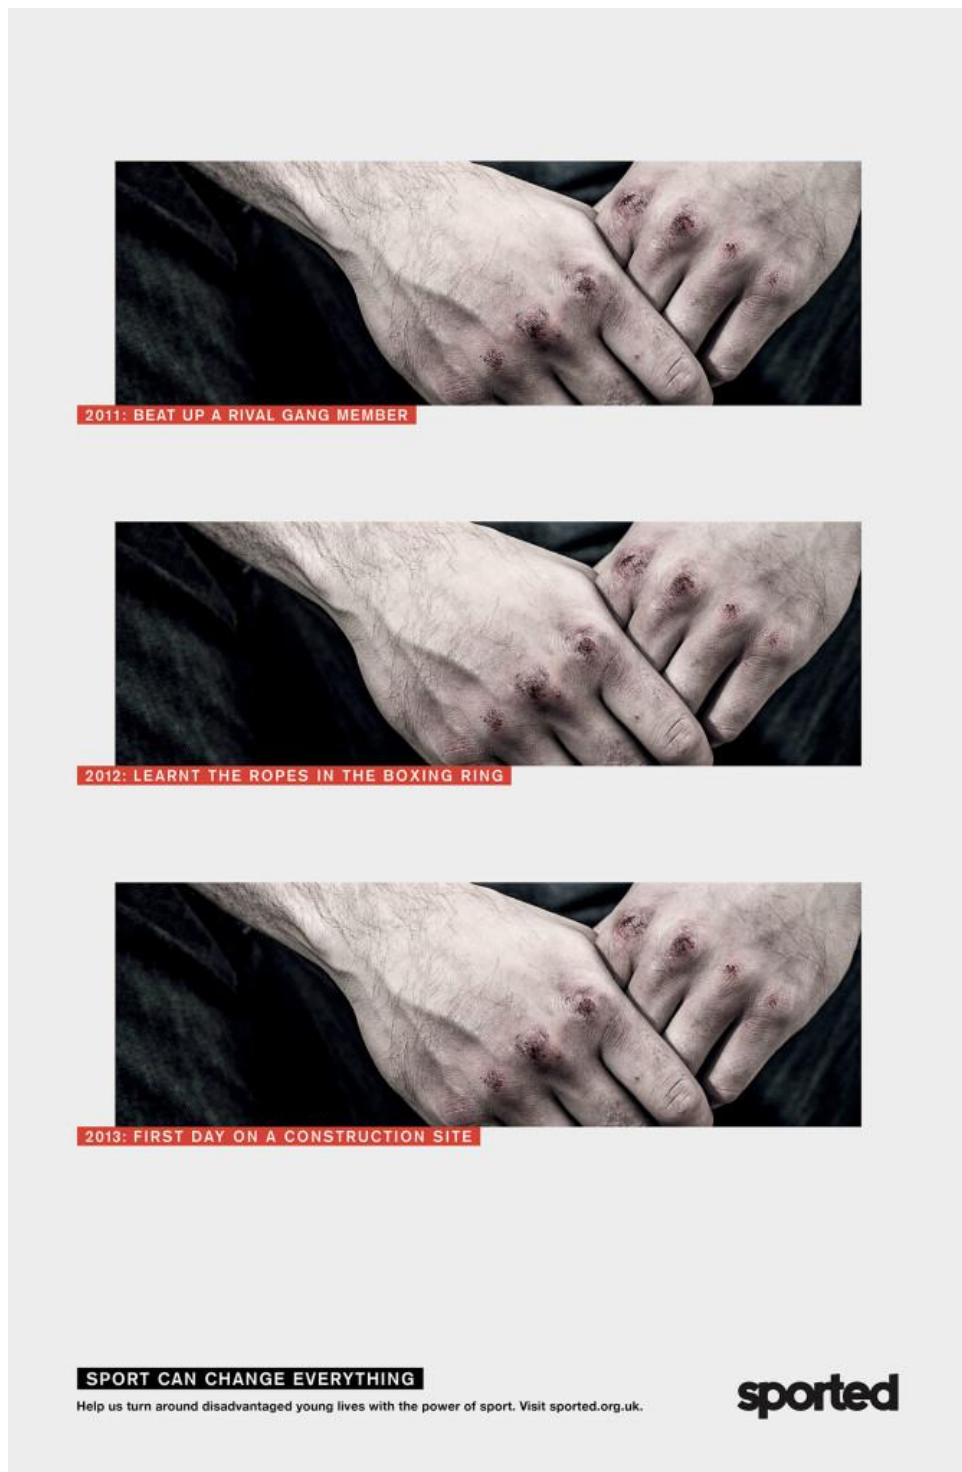 2011: BEAT UP A RIVAL GANG MEMBER
2012: LEARNT THE ROPES IN THE BOXING RING
2013: FIRST DAY ON A CONSTRUCTION SITE
SPORT CAN CHANGE EVERYTHING
Help us turn around disadvantaged young lives with the power of sport. Visit sported.org.uk.
sported